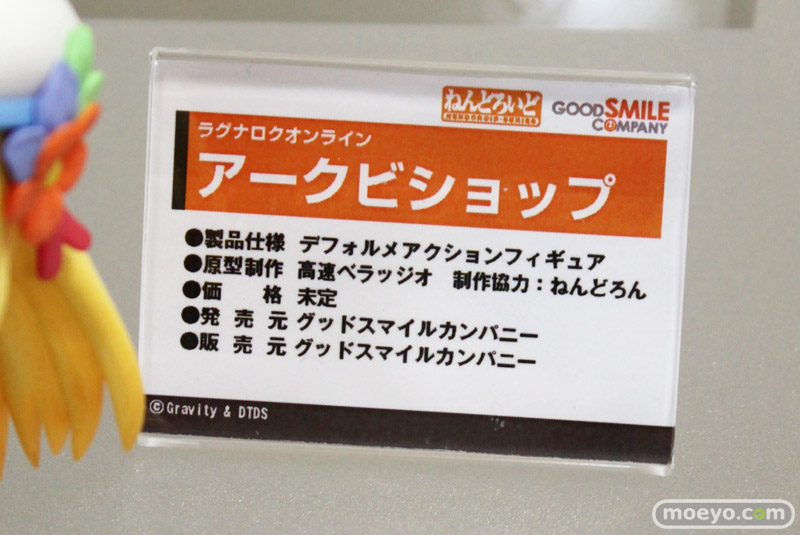 ねんどろいど
NENDOROID SERIES
GOOD SMILE
COMPANY
ラグナロクオンライン
アークビショップ
●製品仕様 デフォルメアクションフィギュア
●原型制作 高速ベラッジオ 制作協力：ねんどろん
●価 格 未定
●発 売 元 グッドスマイルカンパニー
●販 売 元 グッドスマイルカンパニー
©Gravity & DTDS
moeyo.com